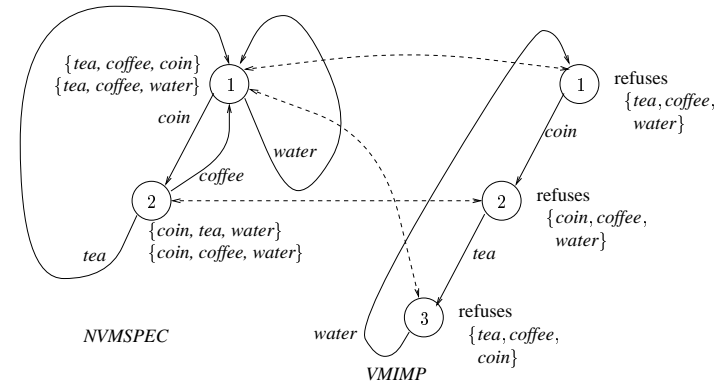 {tea, coffee, coin}
{tea, coffee, water}
1
coin
water
coffee
2
{coin, tea, water}
{coin, coffee, water}
tea
NVMSPEC
1
refuses
{tea, coffee,
water}
coin
2
refuses
{coin, coffee,
water}
tea
3
refuses
{tea, coffee,
coin}
water
VMIMP